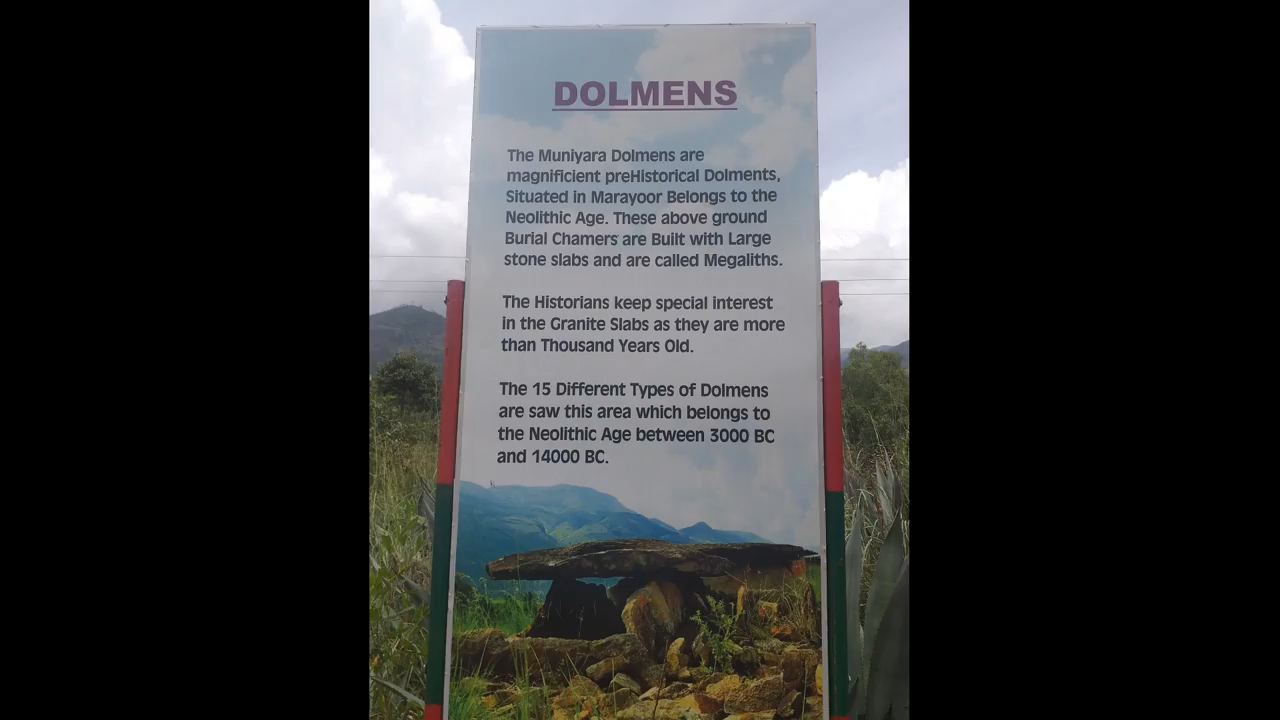 DOLMENS
The Muniyara Dolmens are
magnificient preHistorical Dolments,
Situated in Marayoor Belongs to the
Neolithic Age. These above ground
Burial Chamers are Built with Large
stone slabs and are called Megaliths.
The Historians keep special interest
in the Granite Slabs as they are more
than Thousand Years Old.
The 15 Different Types of Dolmens
are saw this area which belongs to
the Neolithic Age between 3000 BC
and 14000 BC.